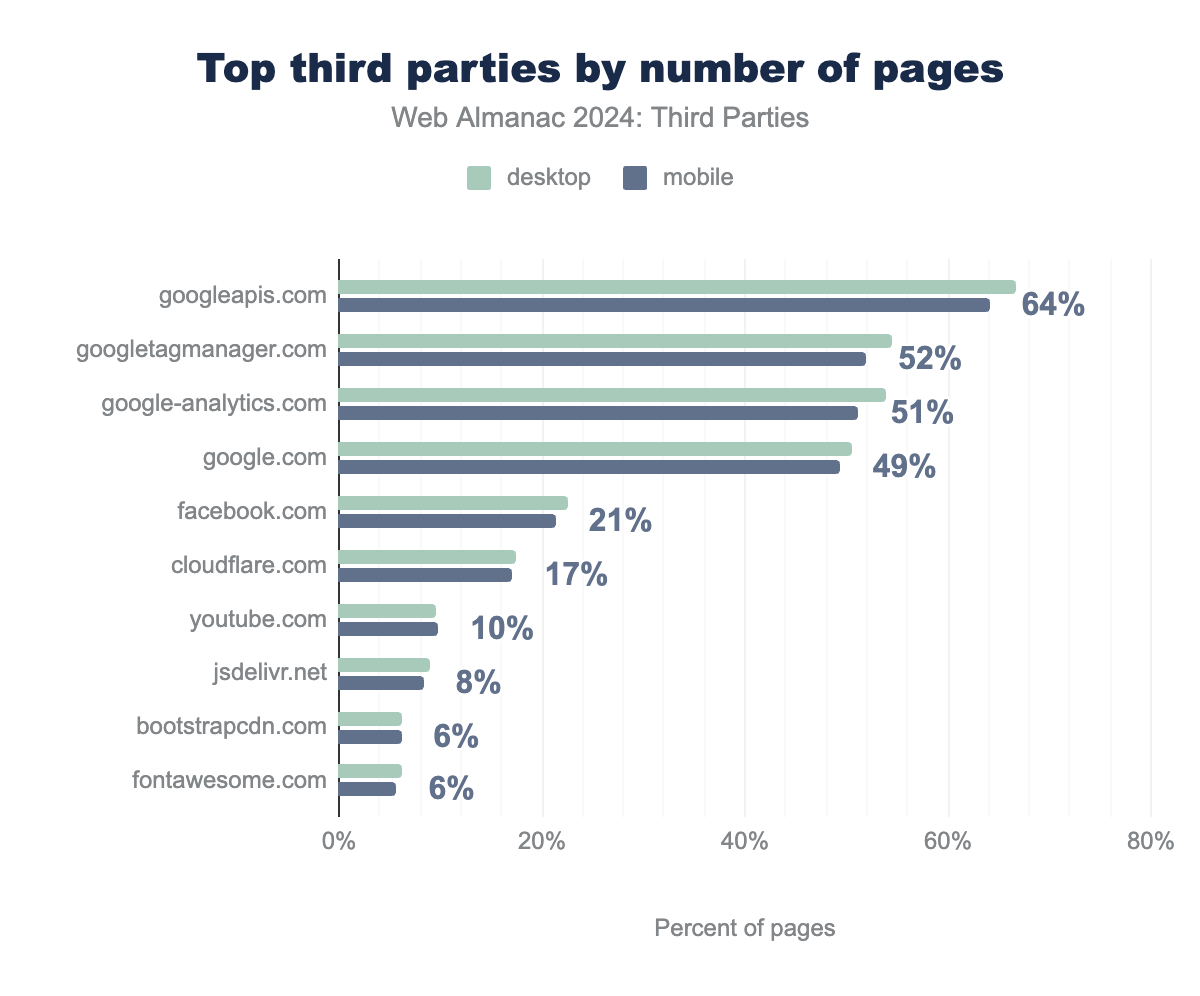 Top third parties by number of pages
Web Almanac 2024: Third Parties
desktop mobile
googleapis.com 64%
googletagmanager.com 52%
google-analytics.com 51%
google.com 49%
facebook.com 21%
cloudflare.com 17%
youtube.com 10%
jsdelivr.net 8%
bootstrapcdn.com 6%
fontawesome.com 6%
0% 20% 40% 60% 80%
Percent of pages